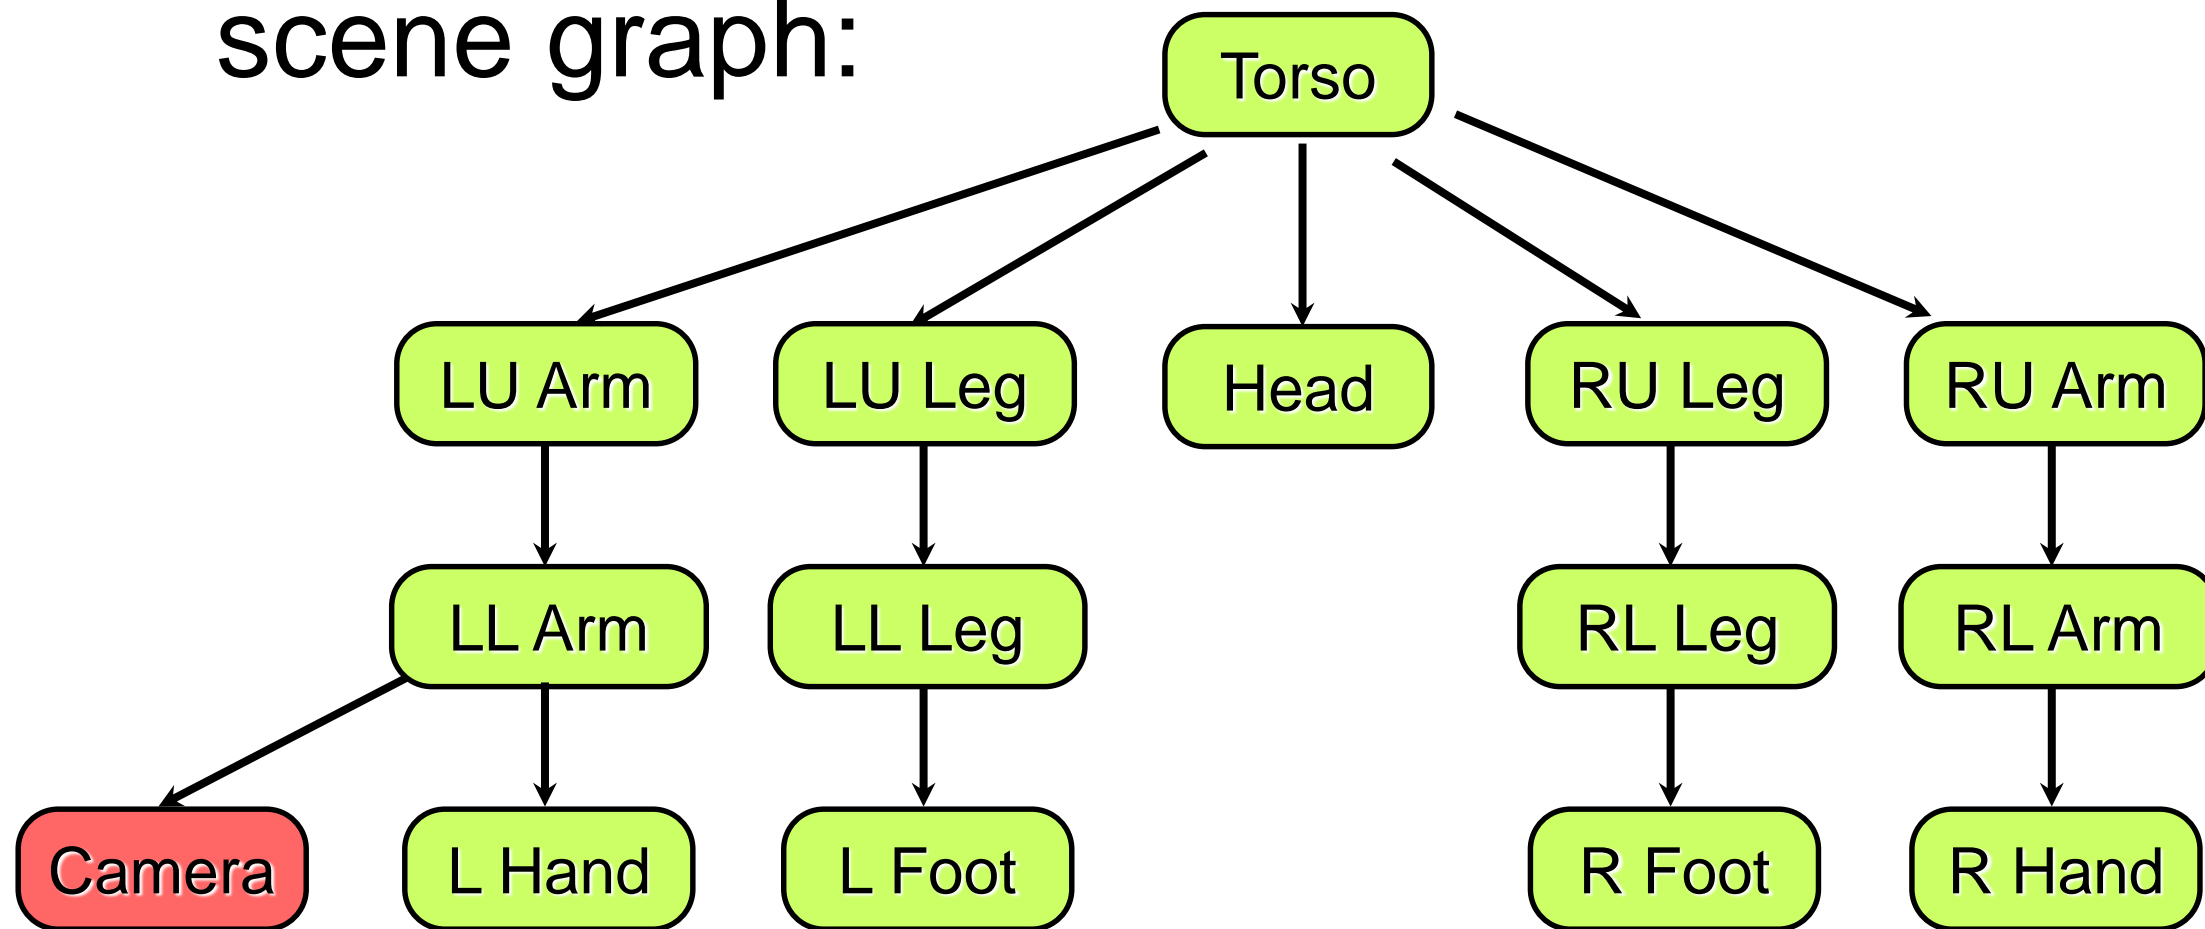 scene graph:
Torso
LU Arm
LU Leg
Head
RU Leg
RU Arm
LL Arm
LL Leg
RL Leg
RL Arm
Camera
L Hand
L Foot
R Foot
R Hand